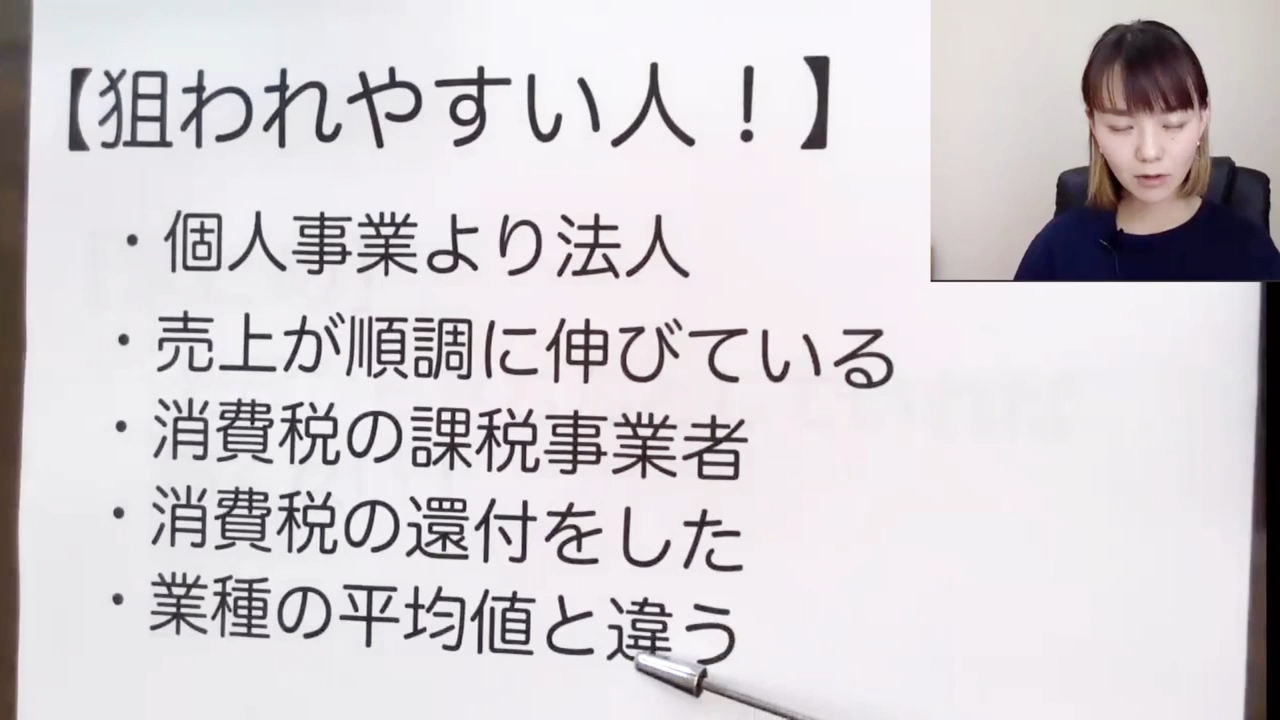 【狙われやすい人！】
・個人事業より法人
・売上が順調に伸びている
・消費税の課税事業者
・消費税の還付をした
・業種の平均値と違う